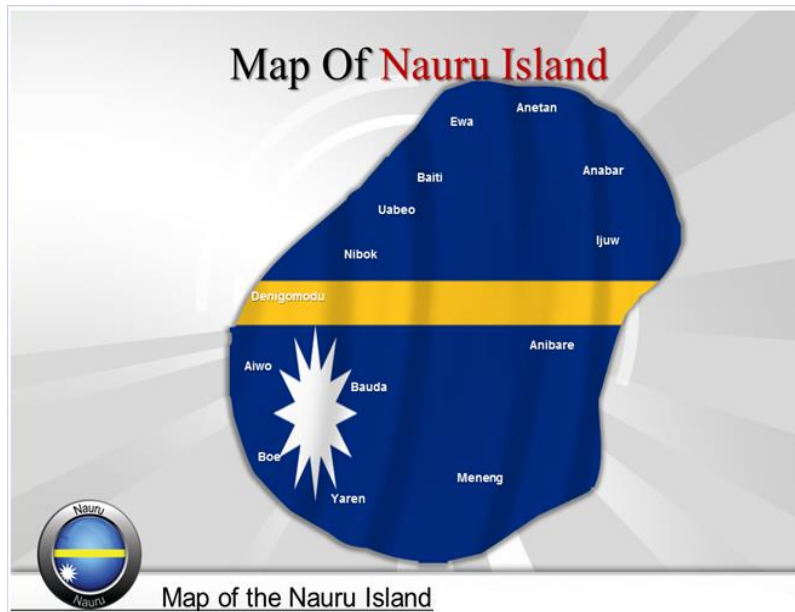 Map Of Nauru Island
Ewa
Anetan
Baiti
Anabar
Uabeo
Ijuw
Nibok
Denigomodu
Anibare
Aiwo
Bauda
Boe
Meneng
Yaren
Nauru
Nauru
Map of the Nauru Island